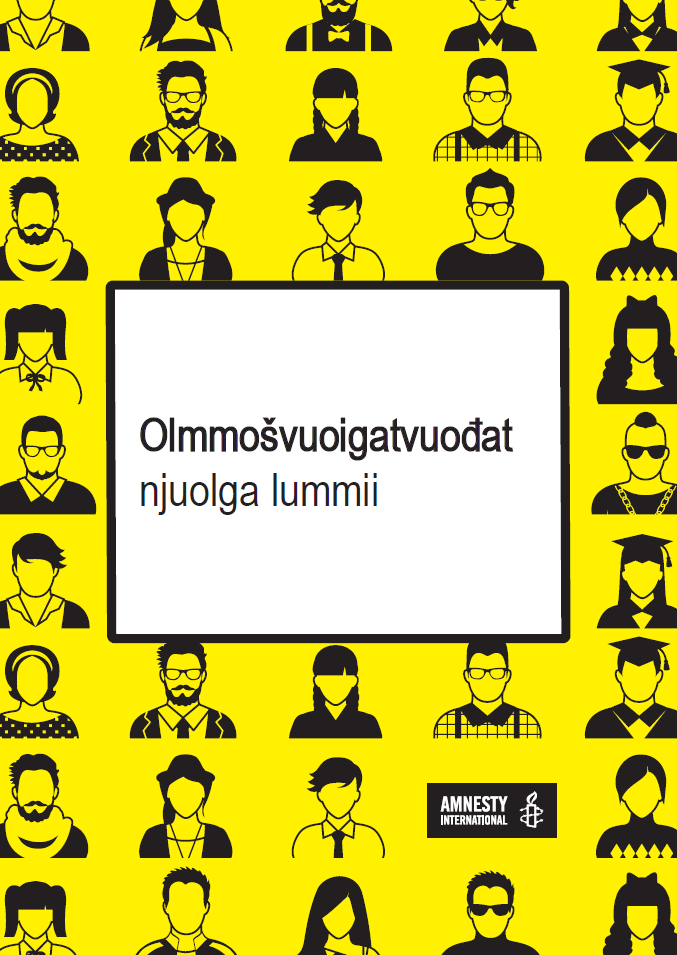 Olmmošvuoigatvuođat
njuolga lummii
AMNESTY
INTERNATIONAL